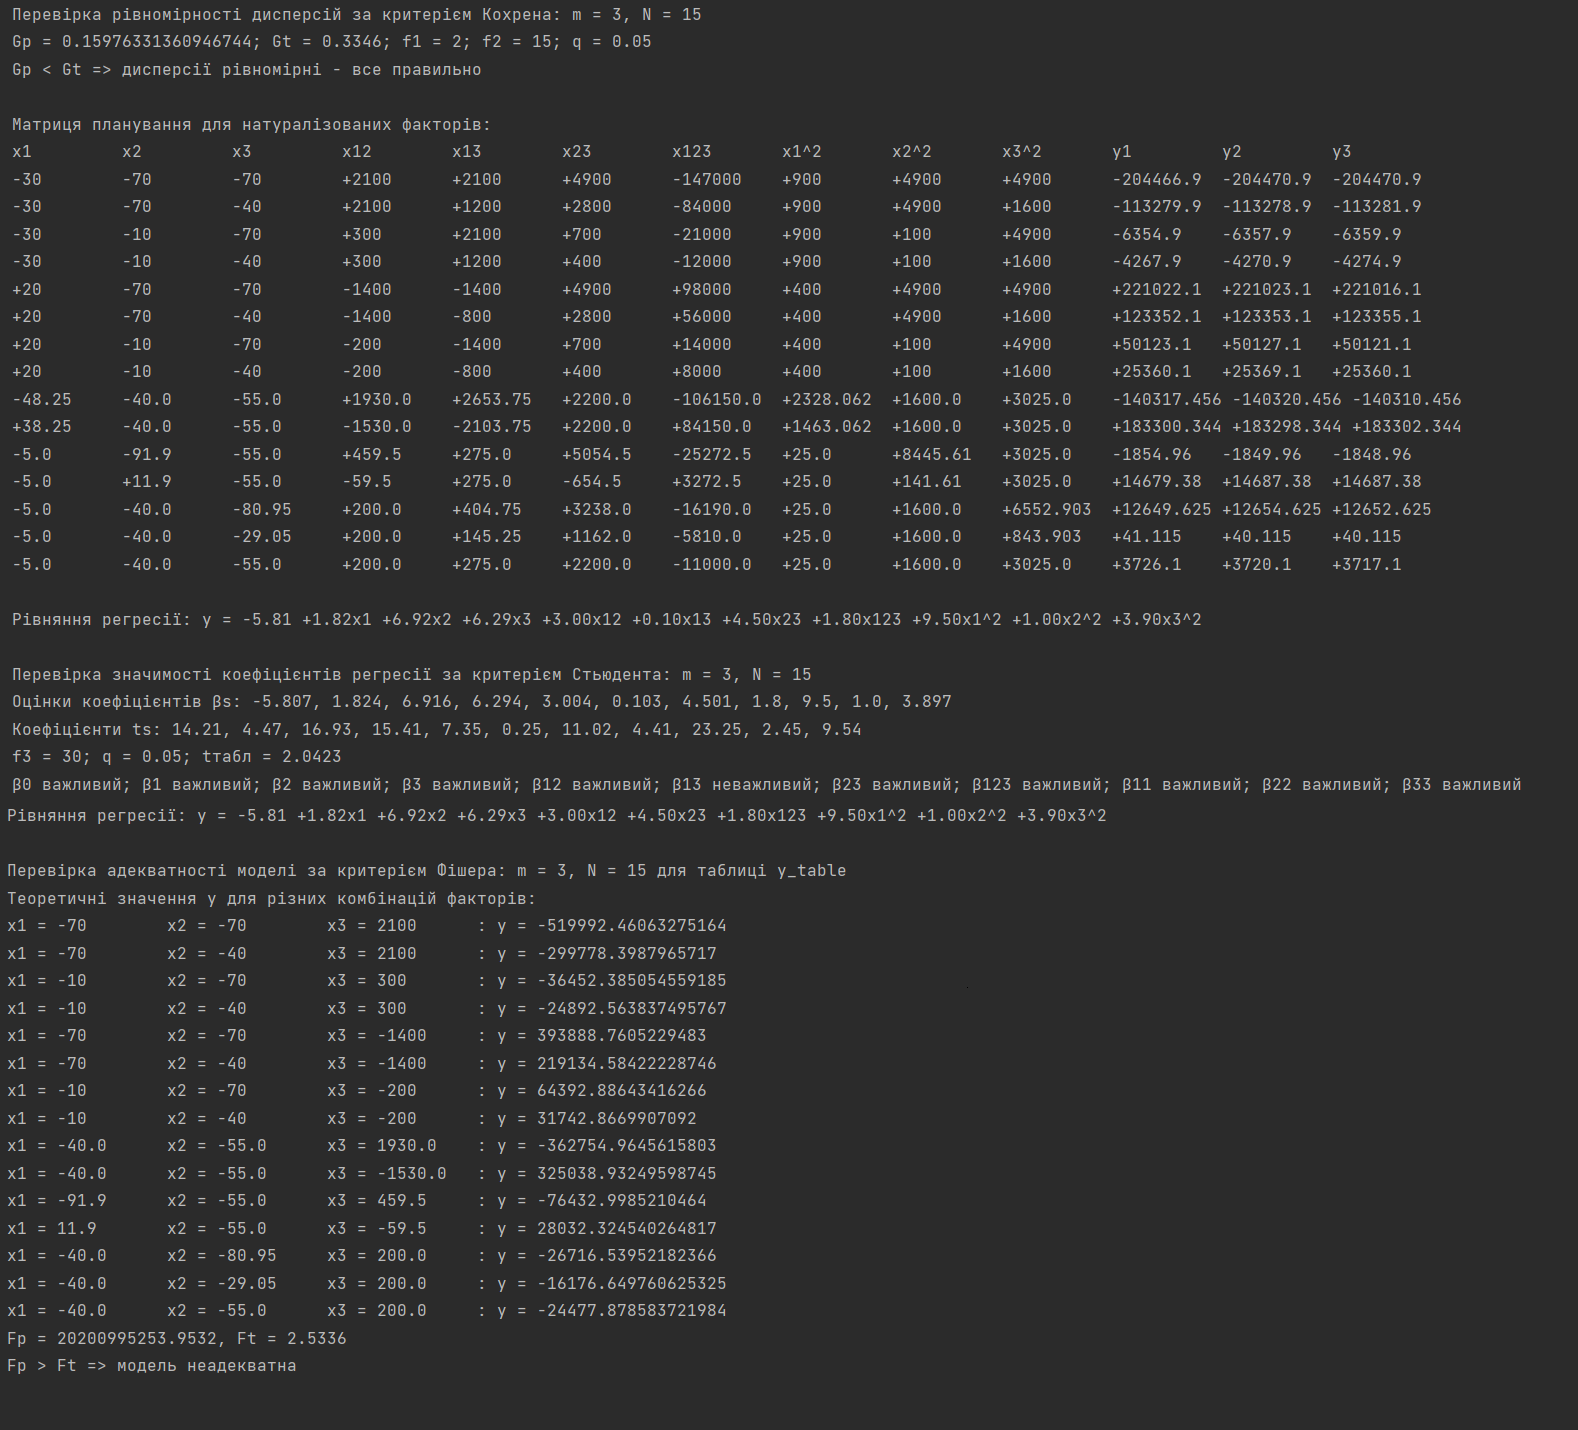 Перевірка рівномірності дисперсій за критерієм Кохрена: m = 3, N = 15
Gp = 0.15976331360946744; Gt = 0.3346; f1 = 2; f2 = 15; q = 0.05
Gp < Gt => дисперсії рівномірні - все правильно
Матриця планування для натуралізованих факторів:
x1 x2 x3 x12 x13 x23 x123 x1^2 x2^2 x3^2 y1 y2 y3
-30 -70 -70 +2100 +2100 +4900 -147000 +900 +4900 +4900 -204466.9 -204470.9 -204470.9
-30 -70 -40 +2100 +1200 +2800 -84000 +900 +4900 +1600 -113279.9 -113278.9 -113281.9
-30 -10 -70 +300 +2100 +700 -21000 +900 +100 +4900 -6354.9 -6357.9 -6359.9
-30 -10 -40 +300 +1200 +400 -12000 +900 +100 +1600 -4267.9 -4270.9 -4274.9
+20 -70 -70 -1400 -1400 +4900 +98000 +400 +4900 +4900 +221022.1 +221023.1 +221016.1
+20 -70 -40 -1400 -800 +2800 +56000 +400 +4900 +1600 +123352.1 +123353.1 +123355.1
+20 -10 -70 -200 -1400 +700 +14000 +400 +100 +4900 +50123.1 +50127.1 +50121.1
+20 -10 -40 -200 -800 +400 +8000 +400 +100 +1600 +25360.1 +25369.1 +25360.1
-48.25 -40.0 -55.0 +1930.0 +2653.75 +2200.0 -106150.0 +2328.062 +1600.0 +3025.0 -140317.456 -140320.456 -140310.456
+38.25 -40.0 -55.0 -1530.0 -2103.75 +2200.0 +84150.0 +1463.062 +1600.0 +3025.0 +183300.344 +183298.344 +183302.344
-5.0 -91.9 -55.0 +459.5 +275.0 +5054.5 -25272.5 +25.0 +8445.61 +3025.0 -1854.96 -1849.96 -1848.96
-5.0 +11.9 -55.0 -59.5 +275.0 -654.5 +3272.5 +25.0 +141.61 +3025.0 +14679.38 +14687.38 +14687.38
-5.0 -40.0 -80.95 +200.0 +404.75 +3238.0 -16190.0 +25.0 +1600.0 +6552.903 +12649.625 +12654.625 +12652.625
-5.0 -40.0 -29.05 +200.0 +145.25 +1162.0 -5810.0 +25.0 +1600.0 +843.903 +41.115 +40.115 +40.115
-5.0 -40.0 -55.0 +200.0 +275.0 +2200.0 -11000.0 +25.0 +1600.0 +3025.0 +3726.1 +3720.1 +3717.1
Рівняння регресії: y = -5.81 +1.82x1 +6.92x2 +6.29x3 +3.00x12 +0.10x13 +4.50x23 +1.80x123 +9.50x1^2 +1.00x2^2 +3.90x3^2
Перевірка значимості коефіцієнтів регресії за критерієм Стьюдента: m = 3, N = 15
Оцінки коефіцієнтів βs: -5.807, 1.824, 6.916, 6.294, 3.004, 0.103, 4.501, 1.8, 9.5, 1.0, 3.897
Коефіцієнти ts: 14.21, 4.47, 16.93, 15.41, 7.35, 0.25, 11.02, 4.41, 23.25, 2.45, 9.54
f3 = 30; q = 0.05; tтабл = 2.0423
β0 важливий; β1 важливий; β2 важливий; β3 важливий; β12 важливий; β13 неважливий; β23 важливий; β123 важливий; β11 важливий; β22 важливий; β33 важливий
Рівняння регресії: y = -5.81 +1.82x1 +6.92x2 +6.29x3 +3.00x12 +4.50x23 +1.80x123 +9.50x1^2 +1.00x2^2 +3.90x3^2
Перевірка адекватності моделі за критерієм Фішера: m = 3, N = 15 для таблиці y_table
Теоретичні значення y для різних комбінацій факторів:
x1 = -70 x2 = -70 x3 = 2100 : y = -519992.46063275164
x1 = -70 x2 = -40 x3 = 2100 : y = -299778.3987965717
x1 = -10 x2 = -70 x3 = 300 : y = -36452.385054559185
x1 = -10 x2 = -40 x3 = 300 : y = -24892.563837495767
x1 = -70 x2 = -70 x3 = -1400 : y = 393888.7605229483
x1 = -70 x2 = -40 x3 = -1400 : y = 219134.58422228746
x1 = -10 x2 = -70 x3 = -200 : y = 64392.88643416266
x1 = -10 x2 = -40 x3 = -200 : y = 31742.8669907092
x1 = -40.0 x2 = -55.0 x3 = 1930.0 : y = -362754.9645615803
x1 = -40.0 x2 = -55.0 x3 = -1530.0 : y = 325038.93249598745
x1 = -91.9 x2 = -55.0 x3 = 459.5 : y = -76432.9985210464
x1 = 11.9 x2 = -55.0 x3 = -59.5 : y = 28032.324540264817
x1 = -40.0 x2 = -80.95 x3 = 200.0 : y = -26716.53952182366
x1 = -40.0 x2 = -29.05 x3 = 200.0 : y = -16176.649760625325
x1 = -40.0 x2 = -55.0 x3 = 200.0 : y = -24477.878583721984
Fp = 20200995253.9532, Ft = 2.5336
Fp > Ft => модель неадекватна